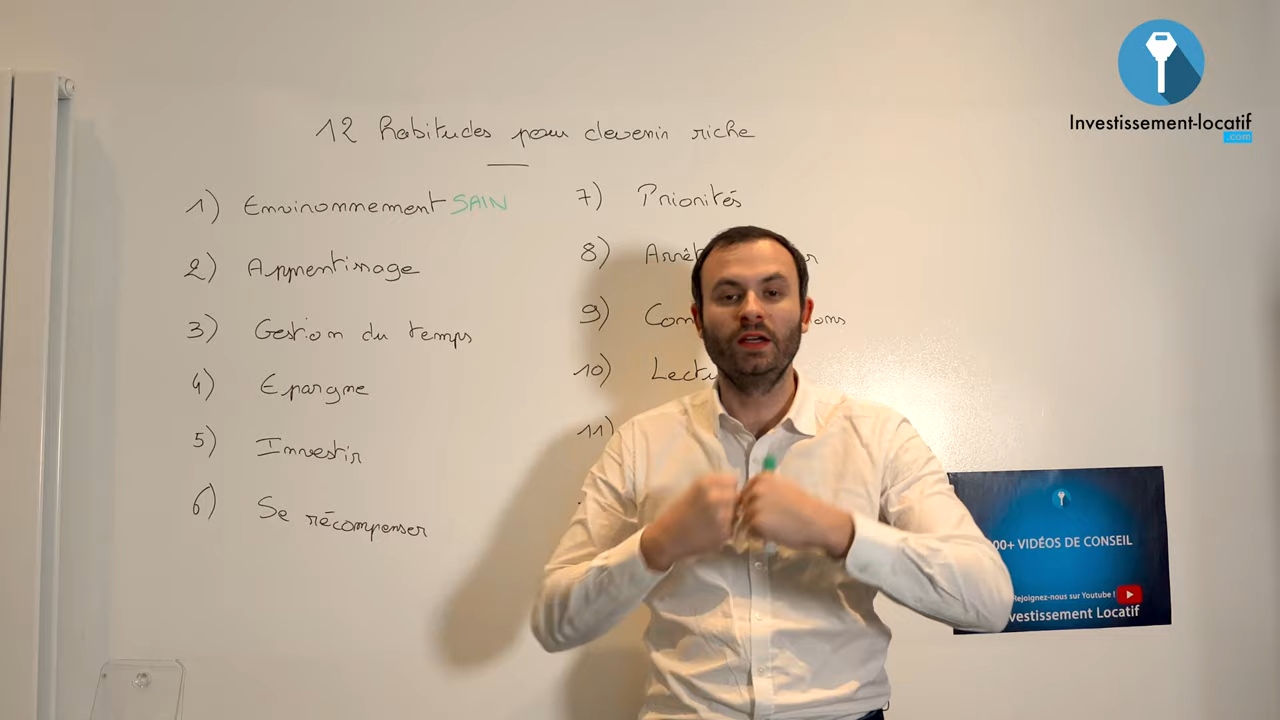 Investissement-locatif
.com
12 habitudes pour devenir riche
1) Environnement SAIN
2) Apprentissage
3) Gestion du temps
4) Epargne
5) Investir
6) Se récompenser
7) Priorités
8)
9)
10)
11)
00+ VIDÉOS DE CONSEIL
Rejoignez-nous sur Youtube !
vestissement Locatif